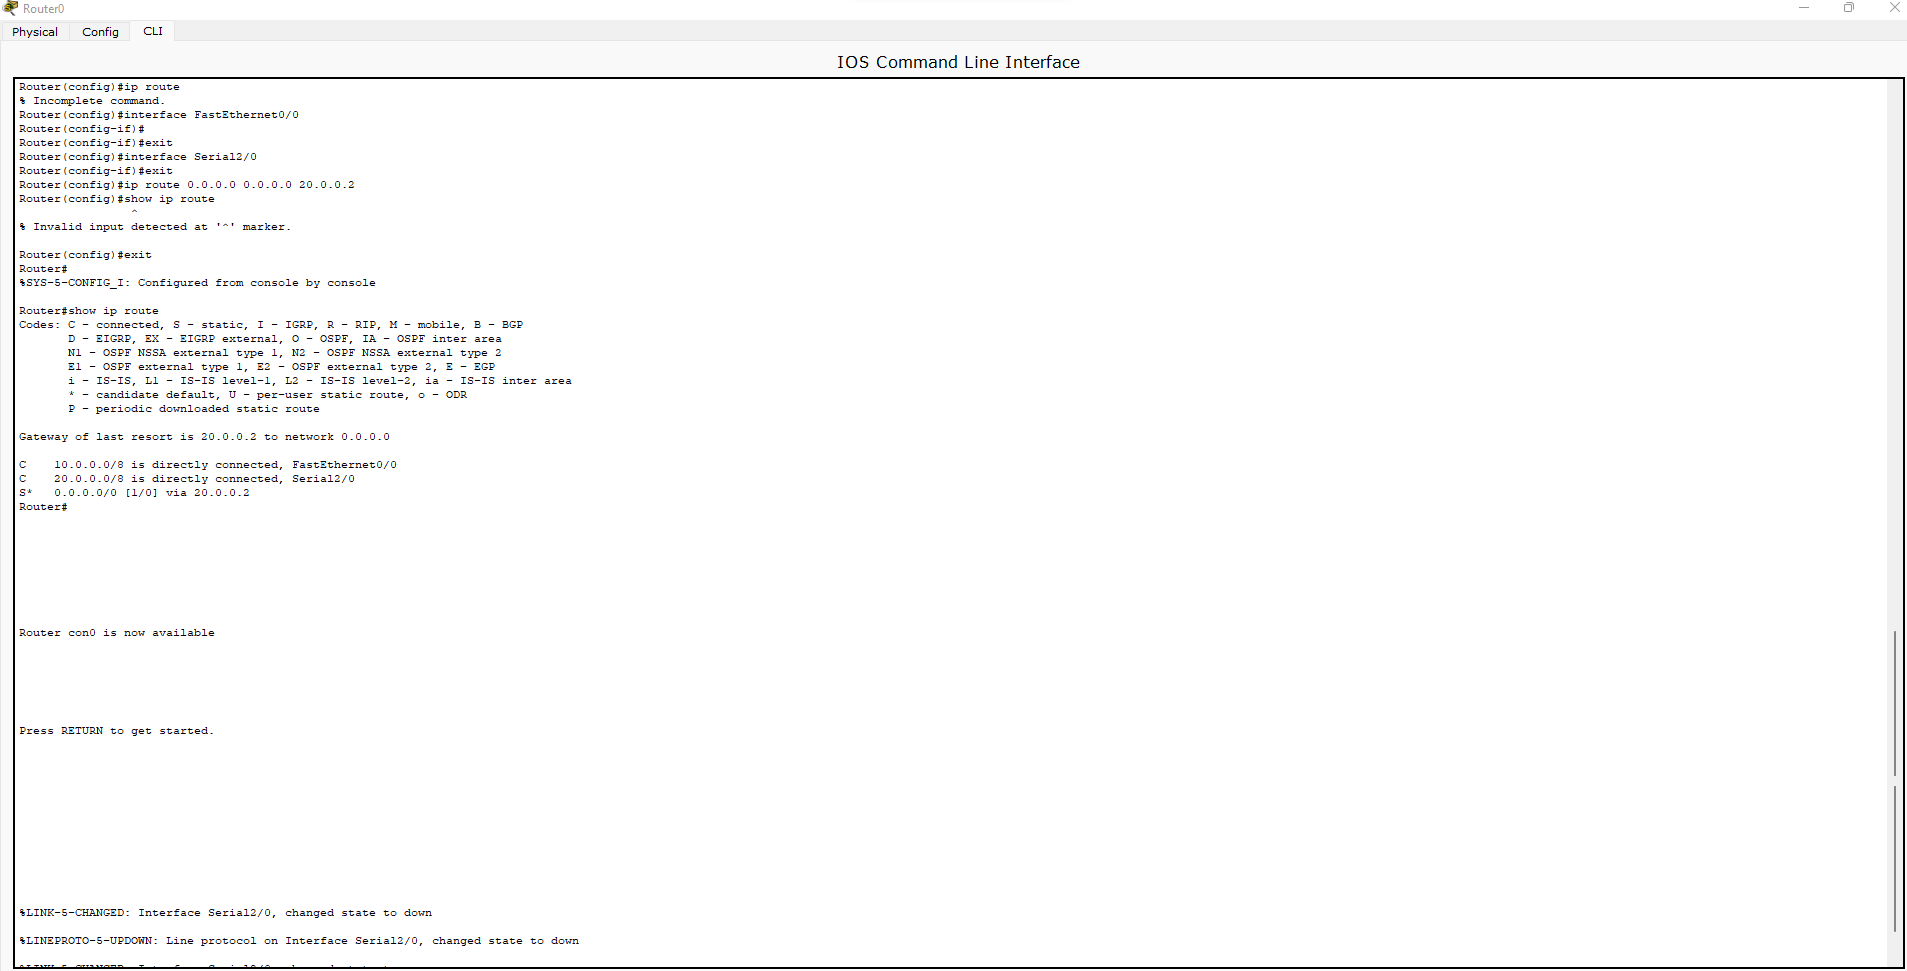 Router0
Physical Config CLI
IOS Command Line Interface
Router(config)#ip route
% Incomplete command.
Router(config)#interface FastEthernet0/0
Router(config-if)#
Router(config-if)#exit
Router(config)#interface Serial2/0
Router(config-if)#exit
Router(config)#ip route 0.0.0.0 0.0.0.0 20.0.0.2
Router(config)#show ip route
^
% Invalid input detected at '^' marker.
Router(config)#exit
Router#
%SYS-5-CONFIG_I: Configured from console by console
Router#show ip route
Codes: C - connected, S - static, I - IGRP, R - RIP, M - mobile, B - BGP
D - EIGRP, EX - EIGRP external, O - OSPF, IA - OSPF inter area
N1 - OSPF NSSA external type 1, N2 - OSPF NSSA external type 2
E1 - OSPF external type 1, E2 - OSPF external type 2, E - EGP
i - IS-IS, L1 - IS-IS level-1, L2 - IS-IS level-2, ia - IS-IS inter area
* - candidate default, U - per-user static route, o - ODR
P - periodic downloaded static route
Gateway of last resort is 20.0.0.2 to network 0.0.0.0
C 10.0.0.0/8 is directly connected, FastEthernet0/0
C 20.0.0.0/8 is directly connected, Serial2/0
S* 0.0.0.0/0 [1/0] via 20.0.0.2
Router#
Router con0 is now available
Press RETURN to get started.
%LINK-5-CHANGED: Interface Serial2/0, changed state to down
%LINEPROTO-5-UPDOWN: Line protocol on Interface Serial2/0, changed state to down